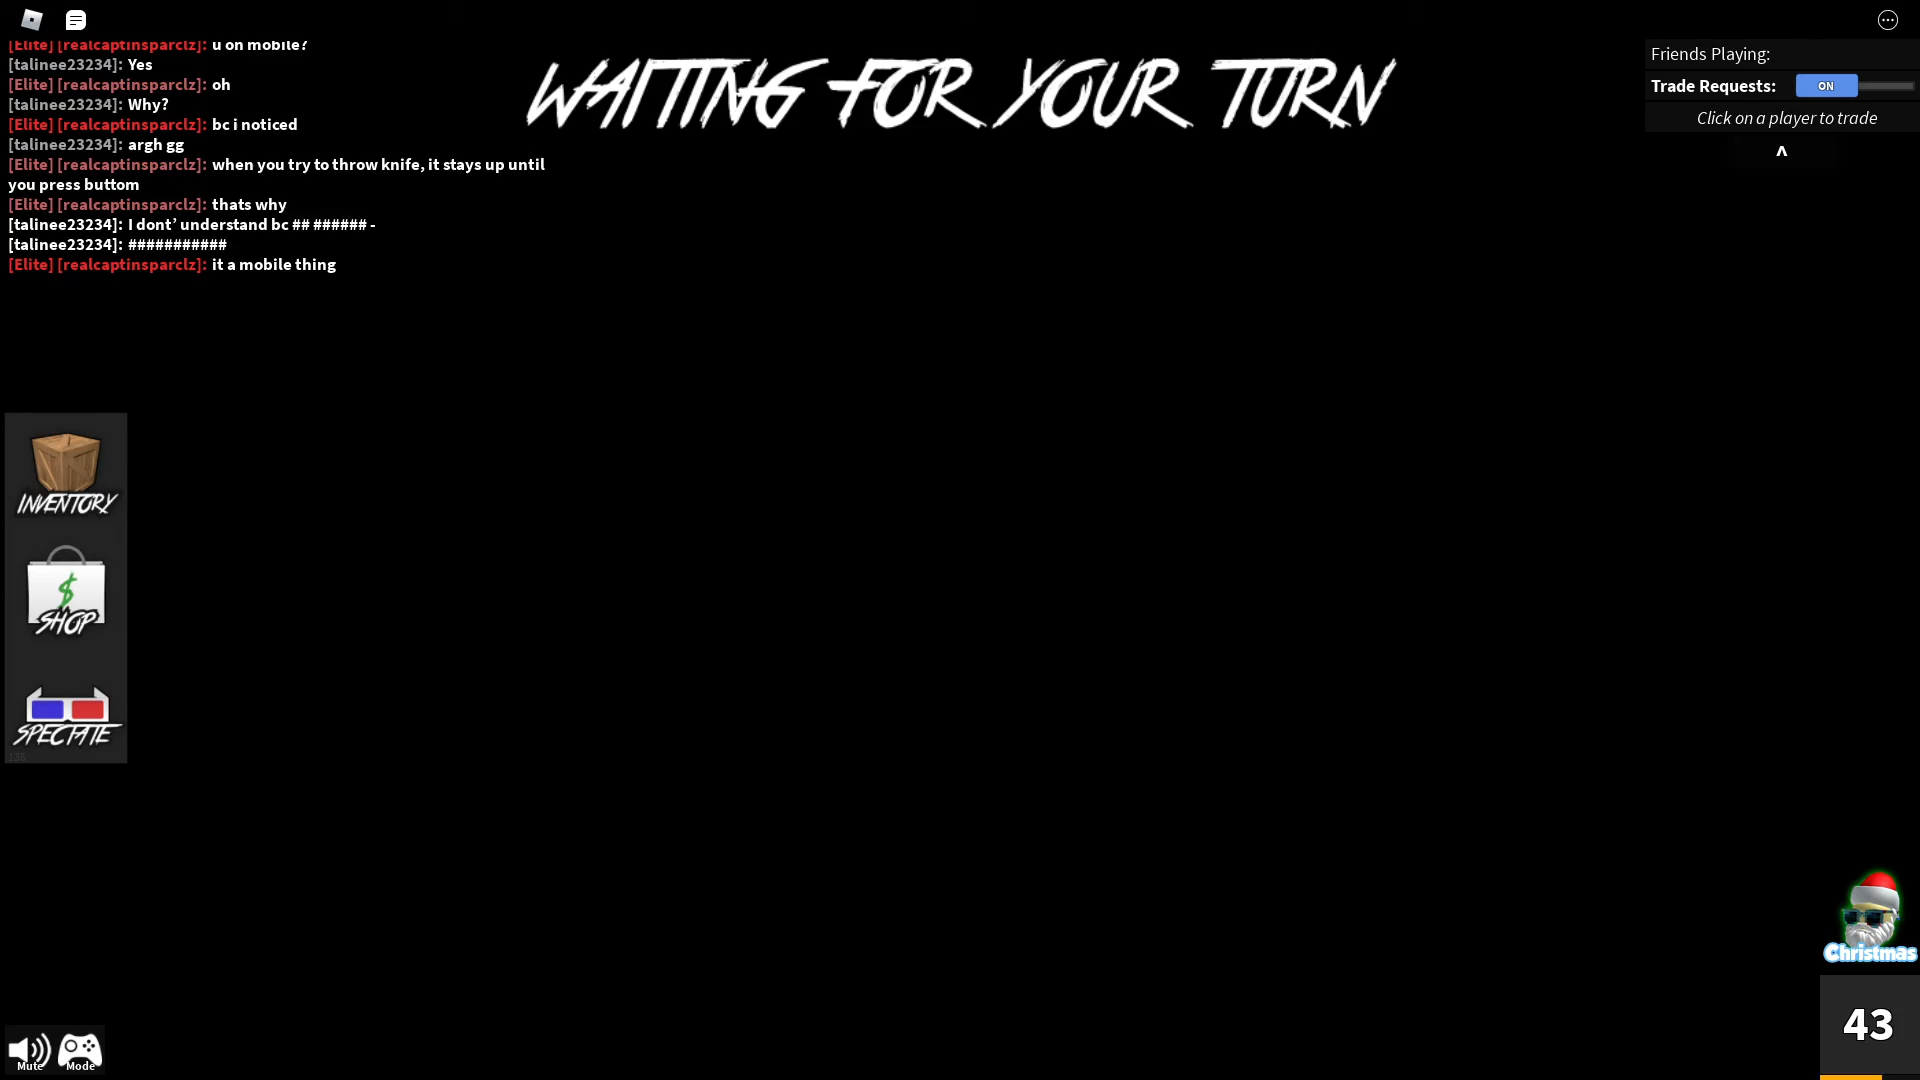 [Elite] [realcaptinsparclz]: u on mobile?
[talinee23234]: Yes
[Elite] [realcaptinsparclz]: oh
[talinee23234]: Why?
[Elite] [realcaptinsparclz]: bc i noticed
[talinee23234]: argh gg
[Elite] [realcaptinsparclz]: when you try to throw knife, it stays up until
you press buttom
[Elite] [realcaptinsparclz]: thats why
[talinee23234]: I dont’ understand bc ## ###### -
[talinee23234]: ###########
[Elite] [realcaptinsparclz]: it a mobile thing
WAITING FOR YOUR TURN
Friends Playing:
Trade Requests: ON
Click on a player to trade
^
INVENTORY
$
SHOP
SPECTATE
135
Christmas
43
Mute
Mode